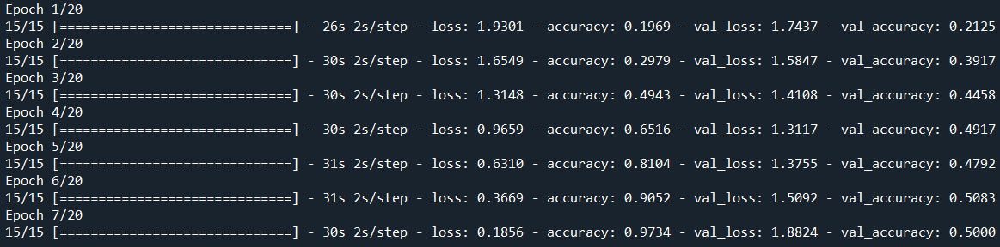 Epoch 1/20
15/15 [==============================] - 26s 2s/step - loss: 1.9301 - accuracy: 0.1969 - val_loss: 1.7437 - val_accuracy: 0.2125
Epoch 2/20
15/15 [==============================] - 30s 2s/step - loss: 1.6549 - accuracy: 0.2979 - val_loss: 1.5847 - val_accuracy: 0.3917
Epoch 3/20
15/15 [==============================] - 30s 2s/step - loss: 1.3148 - accuracy: 0.4943 - val_loss: 1.4108 - val_accuracy: 0.4458
Epoch 4/20
15/15 [==============================] - 30s 2s/step - loss: 0.9659 - accuracy: 0.6516 - val_loss: 1.3117 - val_accuracy: 0.4917
Epoch 5/20
15/15 [==============================] - 31s 2s/step - loss: 0.6310 - accuracy: 0.8104 - val_loss: 1.3755 - val_accuracy: 0.4792
Epoch 6/20
15/15 [==============================] - 31s 2s/step - loss: 0.3669 - accuracy: 0.9052 - val_loss: 1.5092 - val_accuracy: 0.5083
Epoch 7/20
15/15 [==============================] - 30s 2s/step - loss: 0.1856 - accuracy: 0.9734 - val_loss: 1.8824 - val_accuracy: 0.5000